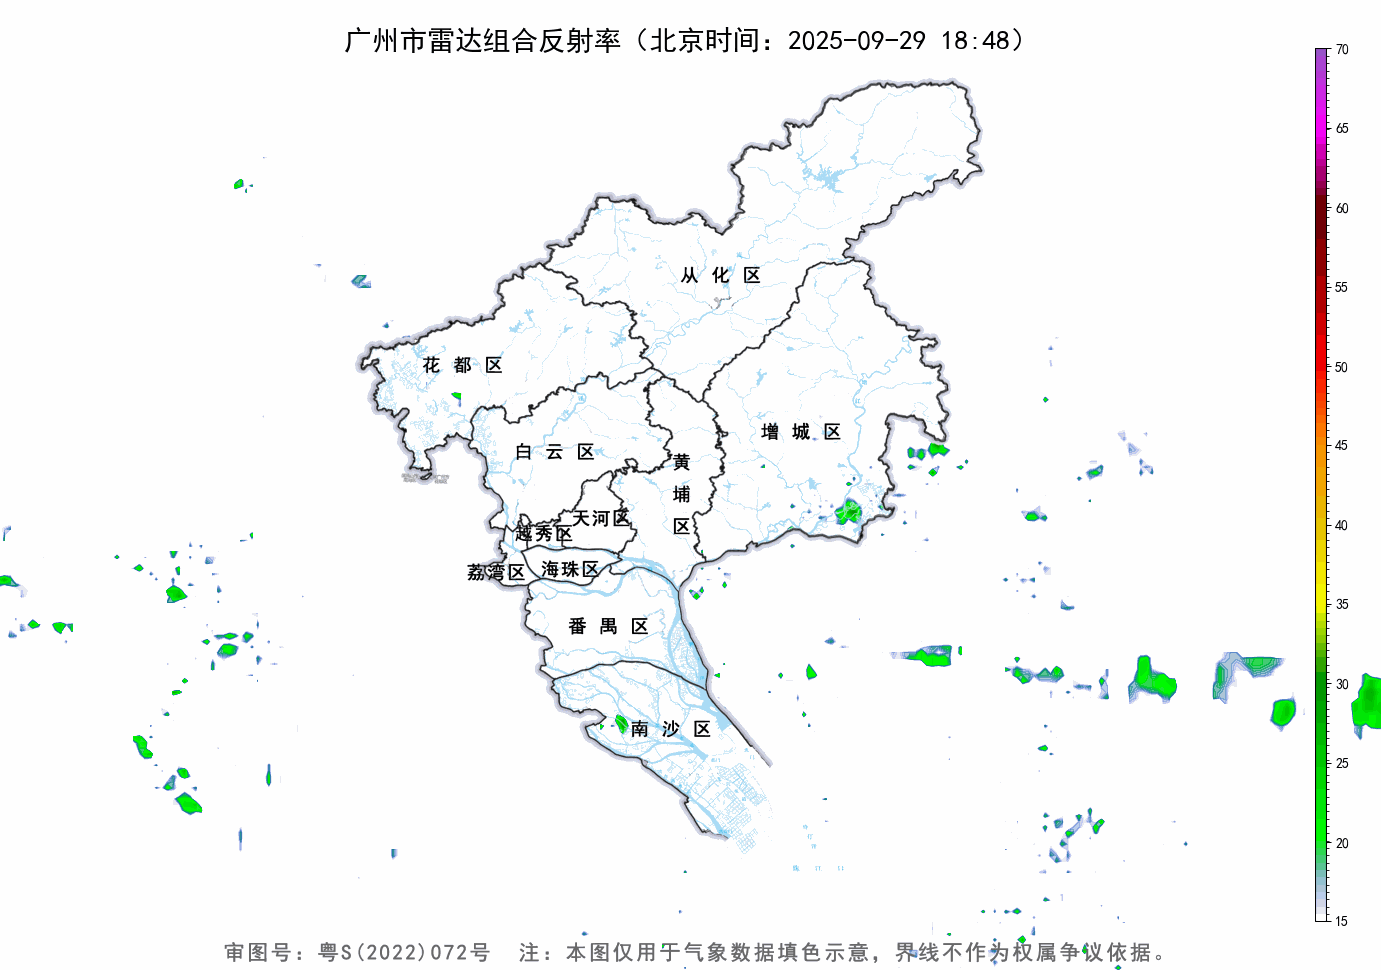 广州市雷达组合反射率（北京时间：2025-09-29 18:48）
70
65
60
55
50
45
40
35
30
25
20
15
从化区
花都区
增城区
白云区
黄埔区
天河区
越秀区
荔湾区
海珠区
番禺区
南沙区
审图号：粤S(2022)072号 注：本图仅用于气象数据填色示意，界线不作为权属争议依据。